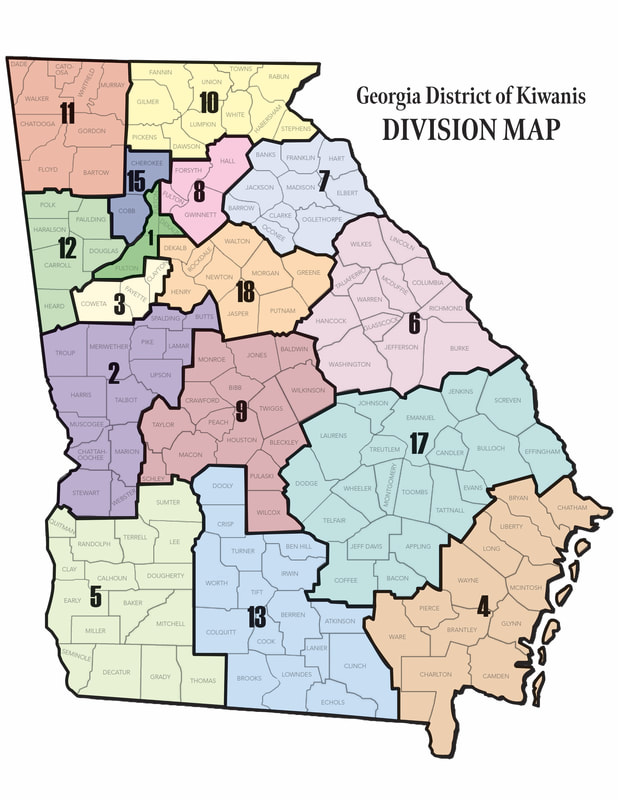 Georgia District of Kiwanis
DIVISION MAP
DADE
CATO-
OSA
WHITFIELD
MURRAY
WALKER
11
CHATOOGA
GORDON
FLOYD
BARTOW
FANNIN
UNION
TOWNS
RABUN
GILMER
10
WHITE
LUMPKIN
HABERSHAM
STEPHENS
PICKENS
DAWSON
CHEROKEE
15
COBB
FORSYTH
HALL
8
FULTON
GWINNETT
BANKS
FRANKLIN
HART
7
JACKSON
MADISON
ELBERT
BARROW
CLARKE
OGLETHORPE
OCONEE
POLK
PAULDING
HARALSON
12
DOUGLAS
CARROLL
HEARD
1
FULTON
COWETA
3
FAYETTE
CLAYTON
DEKALB
ROCKDALE
WALTON
NEWTON
MORGAN
GREENE
HENRY
18
JASPER
PUTNAM
WILKES
LINCOLN
TALIAFERRO
MCDUFFIE
COLUMBIA
WARREN
RICHMOND
HANCOCK
GLASSCOCK
6
JEFFERSON
BURKE
WASHINGTON
SPALDING
BUTTS
TROUP
MERIWETHER
PIKE
LAMAR
2
UPSON
HARRIS
TALBOT
MUSCOGEE
CHATTAH-
OOCHEE
MARION
STEWART
WEBSTER
MONROE
JONES
BALDWIN
BIBB
WILKINSON
CRAWFORD
9
TWIGGS
TAYLOR
PEACH
HOUSTON
BLECKLEY
MACON
SCHLEY
PULASKI
WILCOX
JOHNSON
JENKINS
SCREVEN
EMANUEL
LAURENS
17
TREUTLEM
CANDLER
BULLOCH
EFFINGHAM
DODGE
WHEELER
MONTGOMERY
TOOMBS
EVANS
TATTNALL
TELFAIR
JEFF DAVIS
APPLING
COFFEE
BACON
BRYAN
CHATHAM
LIBERTY
LONG
WAYNE
MCINTOSH
PIERCE
4
GLYNN
WARE
BRANTLEY
CHARLTON
CAMDEN
SUMTER
QUITMAN
RANDOLPH
TERRELL
LEE
CLAY
CALHOUN
DOUGHERTY
5
EARLY
BAKER
MITCHELL
MILLER
SEMINOLE
DECATUR
GRADY
THOMAS
DOOLY
CRISP
TURNER
BEN HILL
WORTH
TIFT
IRWIN
13
BERRIEN
ATKINSON
COLQUITT
COOK
LANIER
CLINCH
BROOKS
LOWNDES
ECHOLS